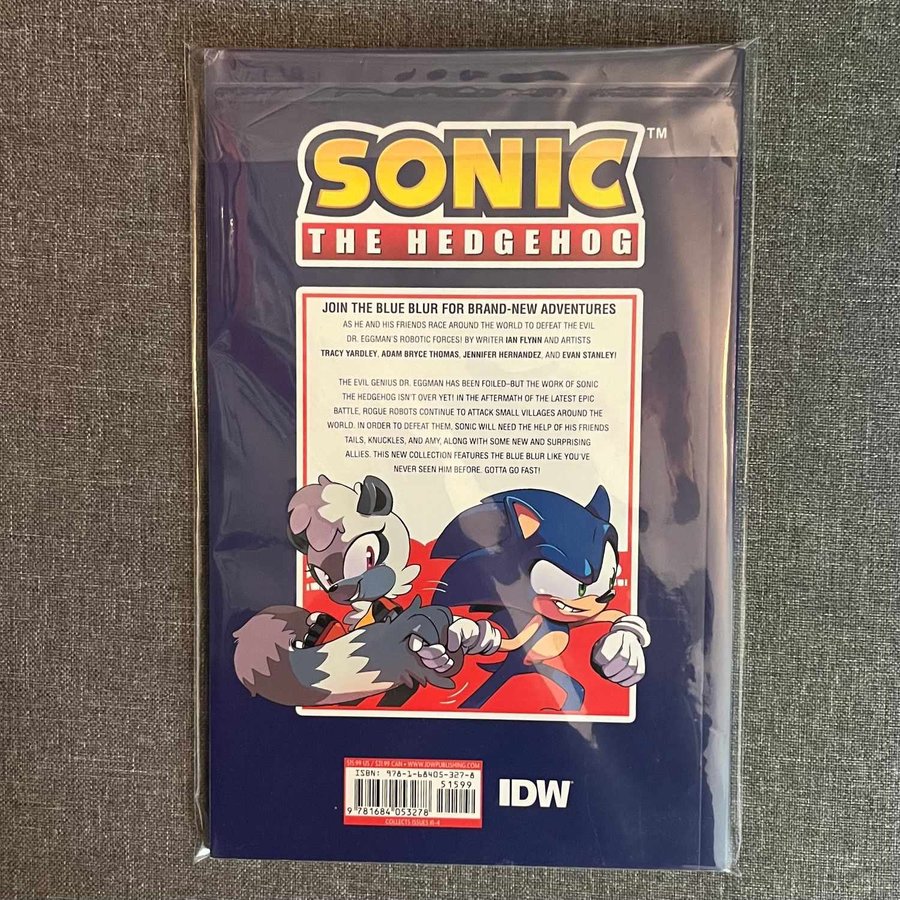 SONIC™
THE HEDGEHOG
JOIN THE BLUE BLUR FOR BRAND-NEW ADVENTURES
AS HE AND HIS FRIENDS RACE AROUND THE WORLD TO DEFEAT THE EVIL
DR. EGGMAN'S ROBOTIC FORCES! BY WRITER IAN FLYNN AND ARTISTS
TRACY YARDLEY, ADAM BRYCE THOMAS, JENNIFER HERNANDEZ, AND EVAN STANLEY!
THE EVIL GENIUS DR. EGGMAN HAS BEEN FOILED–BUT THE WORK OF SONIC
THE HEDGEHOG ISN'T OVER YET! IN THE AFTERMATH OF THE LATEST EPIC
BATTLE, ROGUE ROBOTS CONTINUE TO ATTACK SMALL VILLAGES AROUND THE
WORLD. IN ORDER TO DEFEAT THEM, SONIC WILL NEED THE HELP OF HIS FRIENDS
TAILS, KNUCKLES, AND AMY, ALONG WITH SOME NEW AND SURPRISING
ALLIES. THIS NEW COLLECTION FEATURES THE BLUE BLUR LIKE YOU'VE
NEVER SEEN HIM BEFORE. GOTTA GO FAST!
$15.99 US / $21.99 CAN • WWW.IDWPUBLISHING.COM
ISBN: 978-1-68405-327-8
51599
9 781684 053278
COLLECTS ISSUES #1–4
IDW